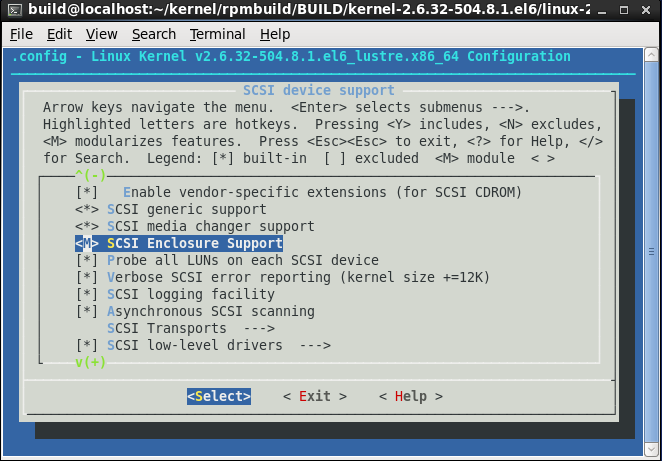 build@localhost:~/kernel/rpmbuild/BUILD/kernel-2.6.32-504.8.1.el6/linux-2
File Edit View Search Terminal Help
.config - Linux Kernel v2.6.32-504.8.1.el6_lustre.x86_64 Configuration
SCSI device support
Arrow keys navigate the menu. <Enter> selects submenus --->.
Highlighted letters are hotkeys. Pressing <Y> includes, <N> excludes,
<M> modularizes features. Press <Esc><Esc> to exit, <?> for Help, </>
for Search. Legend: [*] built-in [ ] excluded <M> module < >
^(-)
[*] Enable vendor-specific extensions (for SCSI CDROM)
<*> SCSI generic support
<*> SCSI media changer support
<M> SCSI Enclosure Support
[*] Probe all LUNs on each SCSI device
[*] Verbose SCSI error reporting (kernel size +=12K)
[*] SCSI logging facility
[*] Asynchronous SCSI scanning
SCSI Transports --->
[*] SCSI low-level drivers --->
v(+)
<Select> < Exit > < Help >